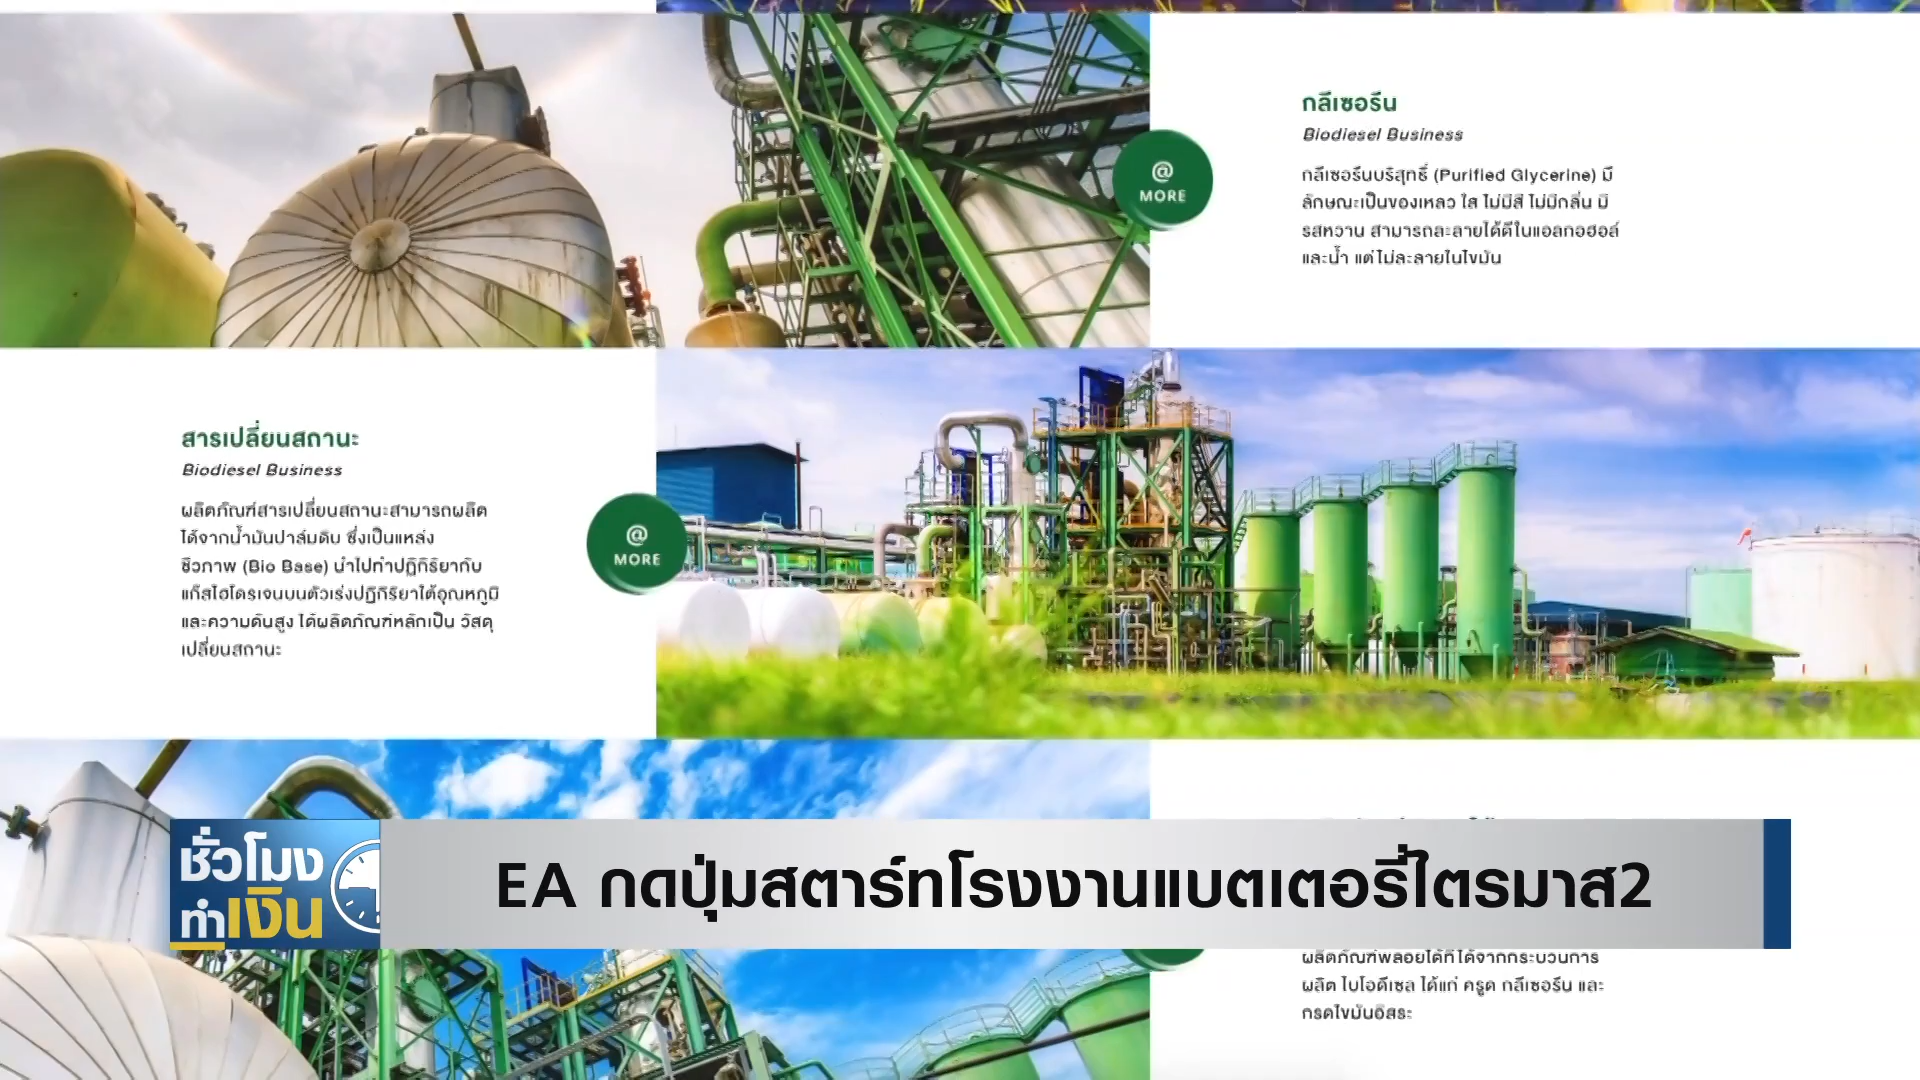 กลีเซอรีน
Biodiesel Business
กลีเซอรีนบริสุทธิ์ (Purified Glycerine) มี
ลักษณะเป็นของเหลว ใส ไม่มีสี ไม่มีกลิ่น มี
รสหวาน สามารถละลายได้ดีในแอลกอฮอล์
และน้ำ แต่ไม่ละลายในไขมัน
@
MORE
สารเปลี่ยนสถานะ
Biodiesel Business
ผลิตภัณฑ์สารเปลี่ยนสถานะสามารถผลิต
ได้จากน้ำมันปาล์มดิบ ซึ่งเป็นแหล่ง
ชีวภาพ (Bio Base) นำไปทำปฏิกิริยากับ
แก๊สไฮโดรเจนบนตัวเร่งปฏิกิริยาใต้อุณหภูมิ
และความดันสูง ได้ผลิตภัณฑ์หลักเป็น วัสดุ
เปลี่ยนสถานะ
@
MORE
ชั่วโมง
ทำเงิน
EA กดปุ่มสตาร์ทโรงงานแบตเตอรี่ไตรมาส2
ผลิตภัณฑ์พลอยได้ที่ได้จากกระบวนการ
ผลิต ไบโอดีเซล ได้แก่ ครูด กลีเซอรีน และ
กรดไขมันอิสระ